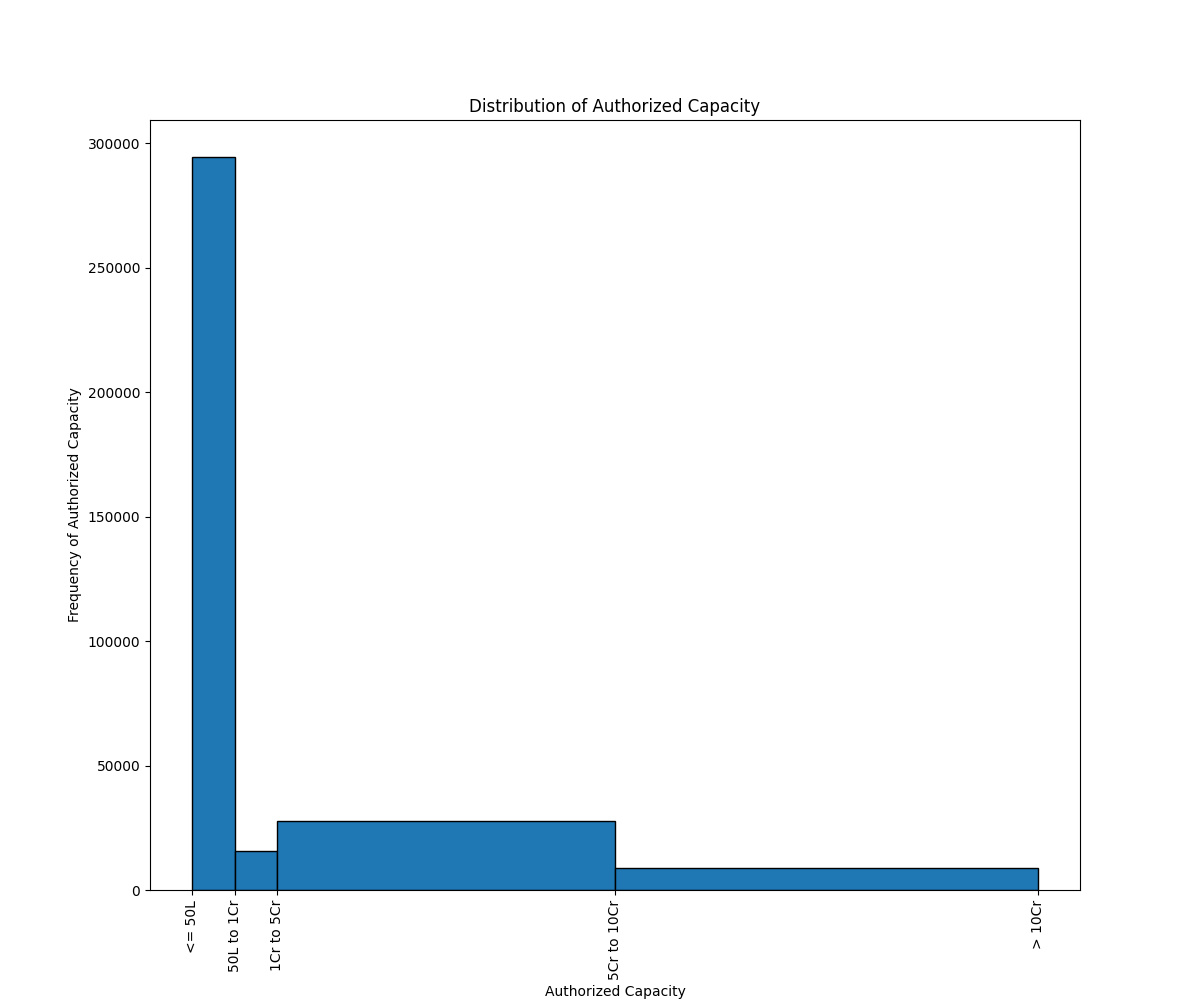 Distribution of Authorized Capacity
Frequency of Authorized Capacity
300000
250000
200000
150000
100000
50000
0
<= 50L
50L to 1Cr
1Cr to 5Cr
5Cr to 10Cr
> 10Cr
Authorized Capacity